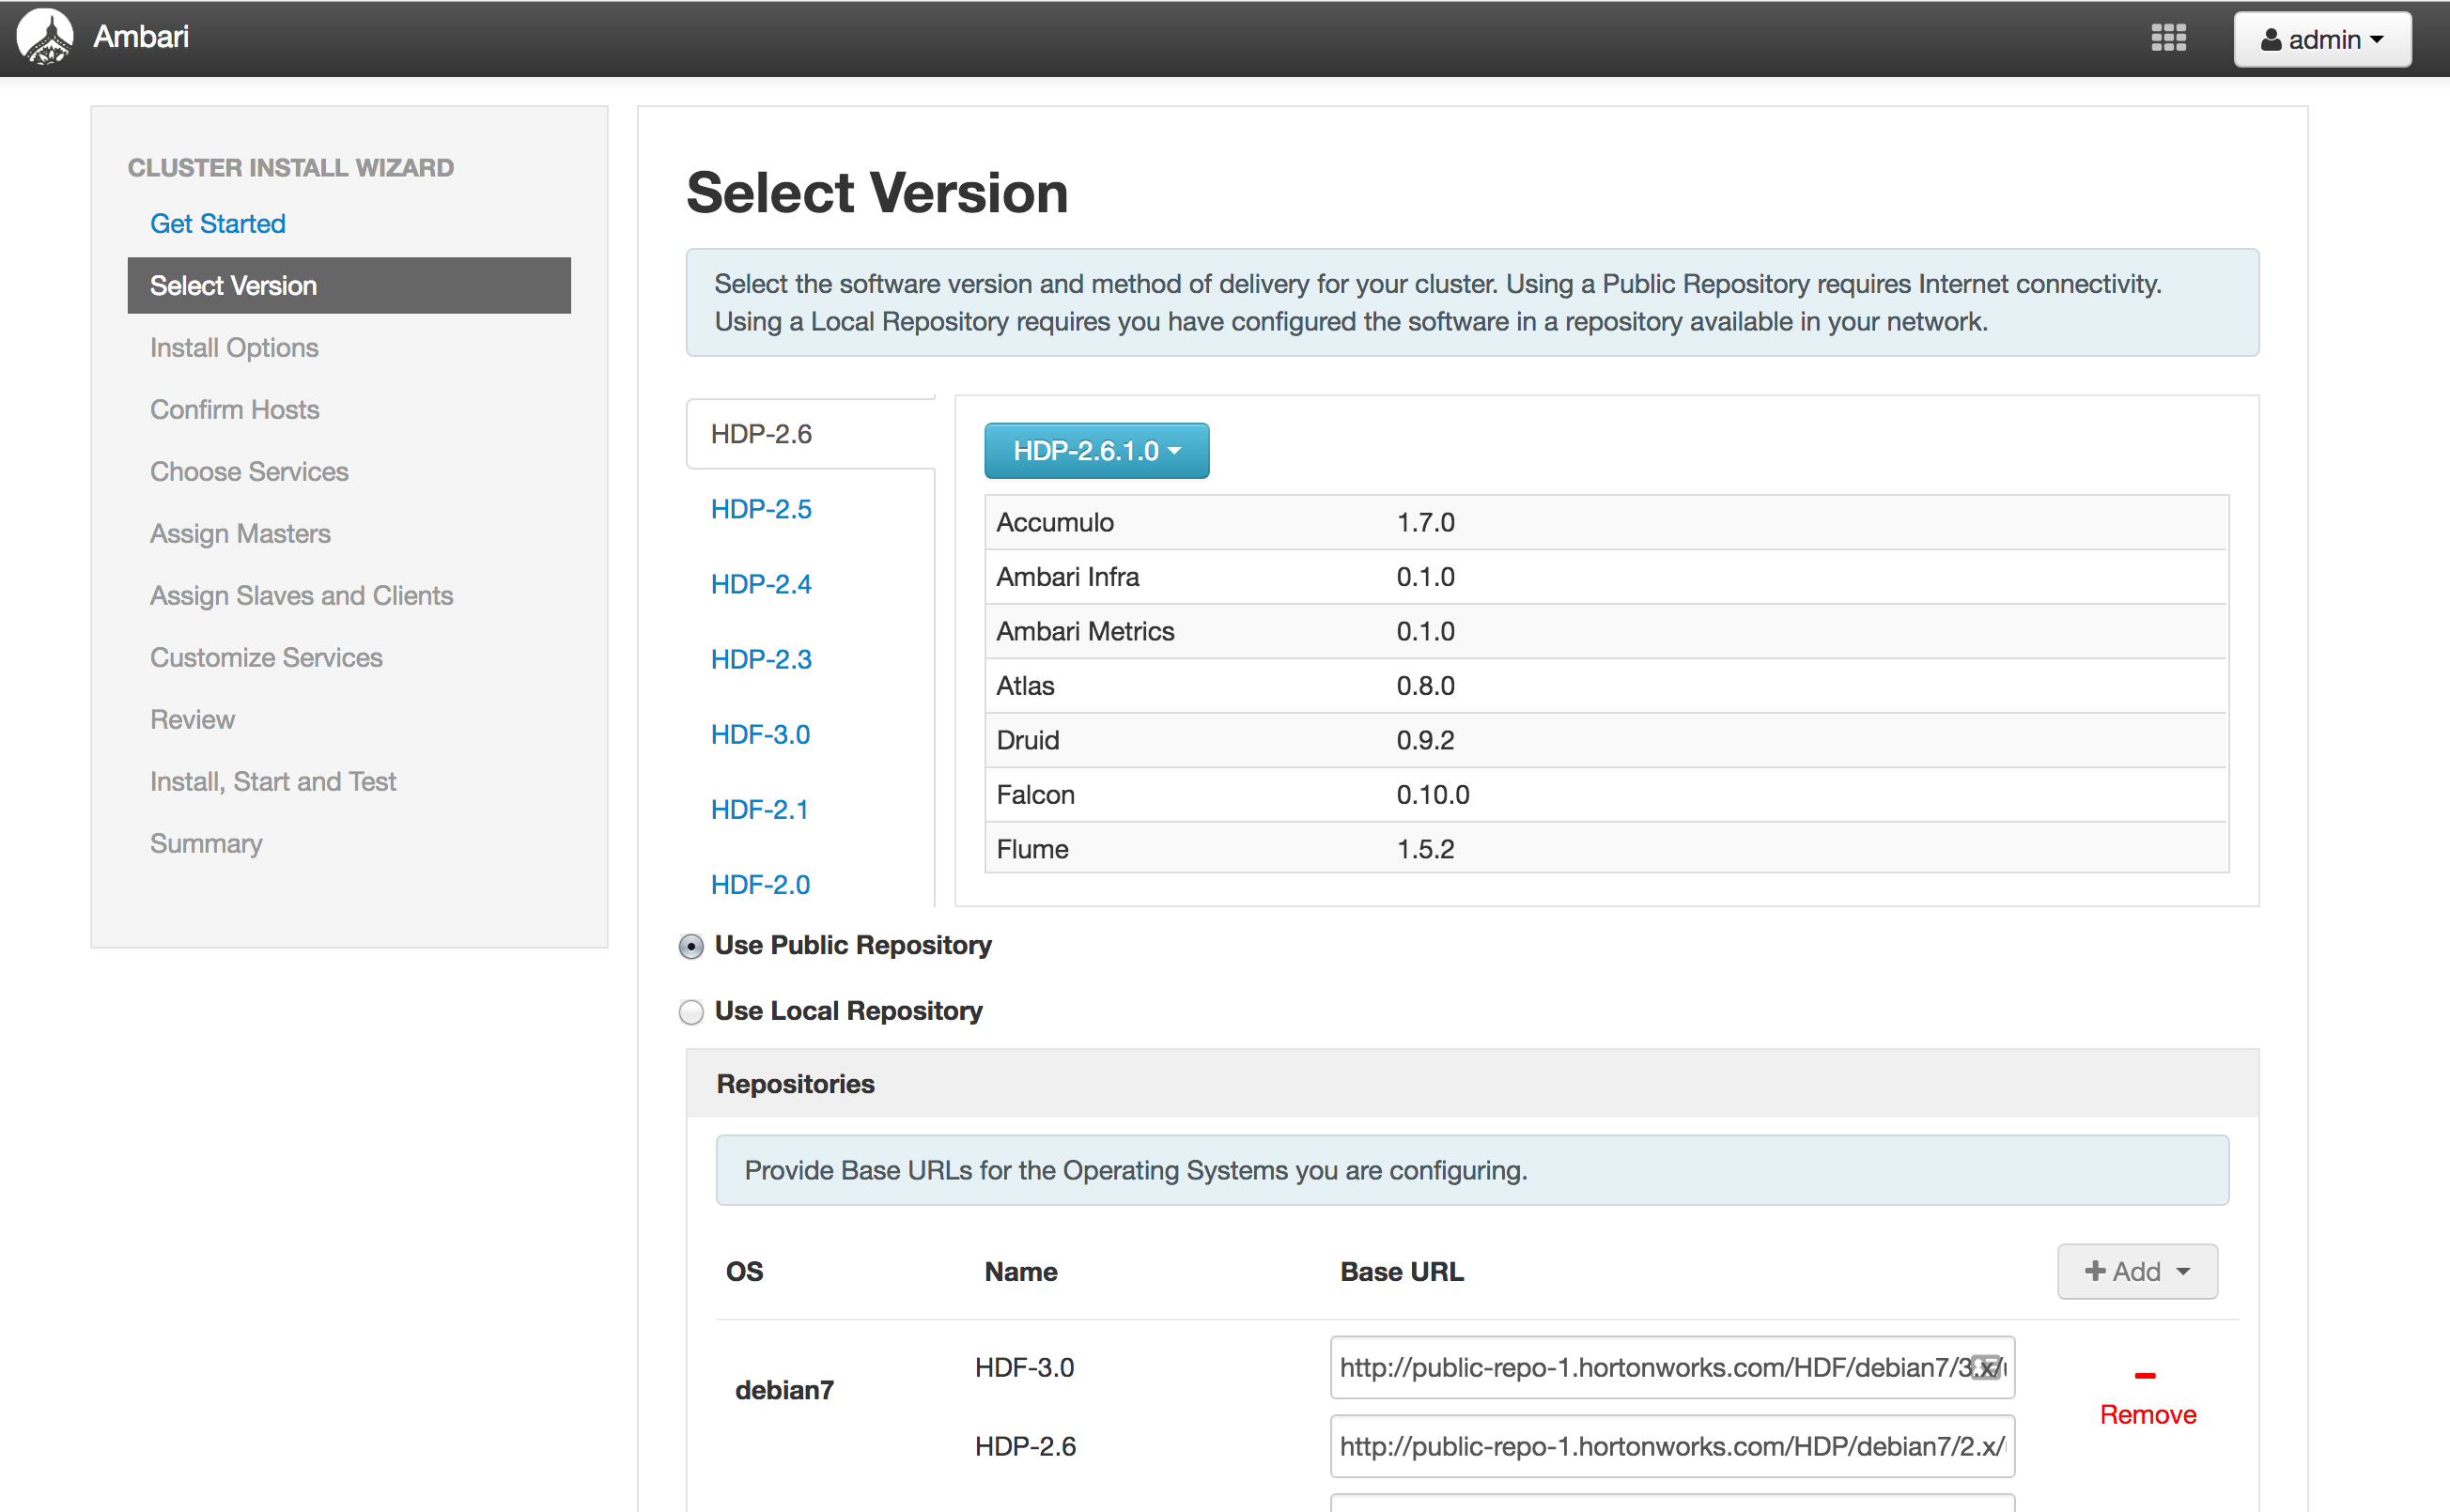 Ambari
admin
CLUSTER INSTALL WIZARD
Get Started
Select Version
Install Options
Confirm Hosts
Choose Services
Assign Masters
Assign Slaves and Clients
Customize Services
Review
Install, Start and Test
Summary
Select Version
Select the software version and method of delivery for your cluster. Using a Public Repository requires Internet connectivity.
Using a Local Repository requires you have configured the software in a repository available in your network.
HDP-2.6
HDP-2.5
HDP-2.4
HDP-2.3
HDF-3.0
HDF-2.1
HDF-2.0
HDP-2.6.1.0
Accumulo 1.7.0
Ambari Infra 0.1.0
Ambari Metrics 0.1.0
Atlas 0.8.0
Druid 0.9.2
Falcon 0.10.0
Flume 1.5.2
Use Public Repository
Use Local Repository
Repositories
Provide Base URLs for the Operating Systems you are configuring.
OS Name Base URL Add
debian7
HDF-3.0 http://public-repo-1.hortonworks.com/HDF/debian7/3.x/
Remove
HDP-2.6 http://public-repo-1.hortonworks.com/HDP/debian7/2.x/